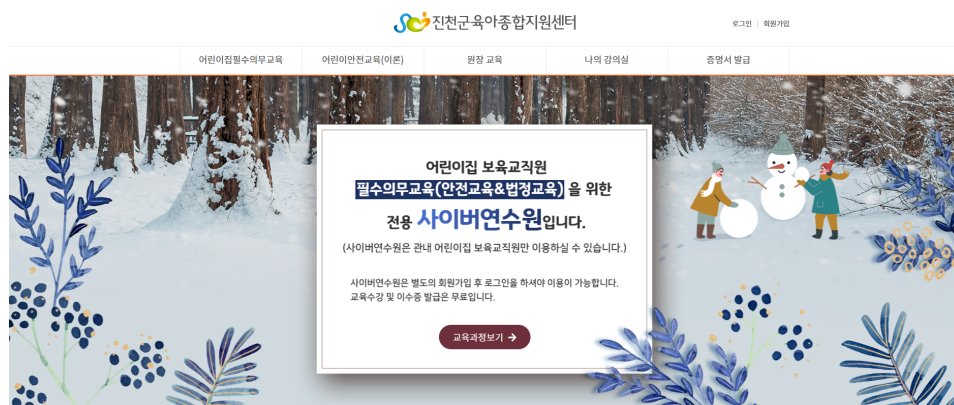 진천군육아종합지원센터
로그인 | 회원가입
어린이집필수의무교육 어린이안전교육(이론) 원장 교육 나의 강의실 증명서 발급
어린이집 보육교직원
필수의무교육(안전교육&법정교육) 을 위한
전용 사이버연수원입니다.
(사이버연수원은 관내 어린이집 보육교직원만 이용하실 수 있습니다.)
사이버연수원은 별도의 회원가입 후 로그인을 하셔야 이용이 가능합니다.
교육수강 및 이수증 발급은 무료입니다.
교육과정보기 →